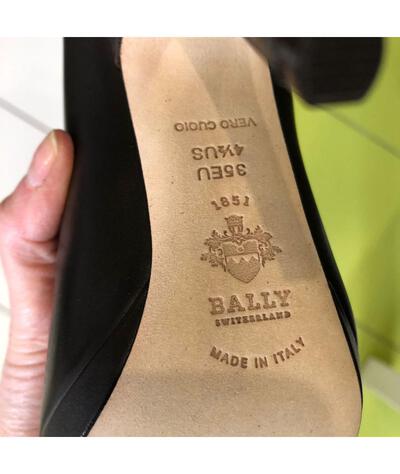 VERO CUOIO
4½US
35EU
1851
BALLY
SWITZERLAND
MADE IN ITALY